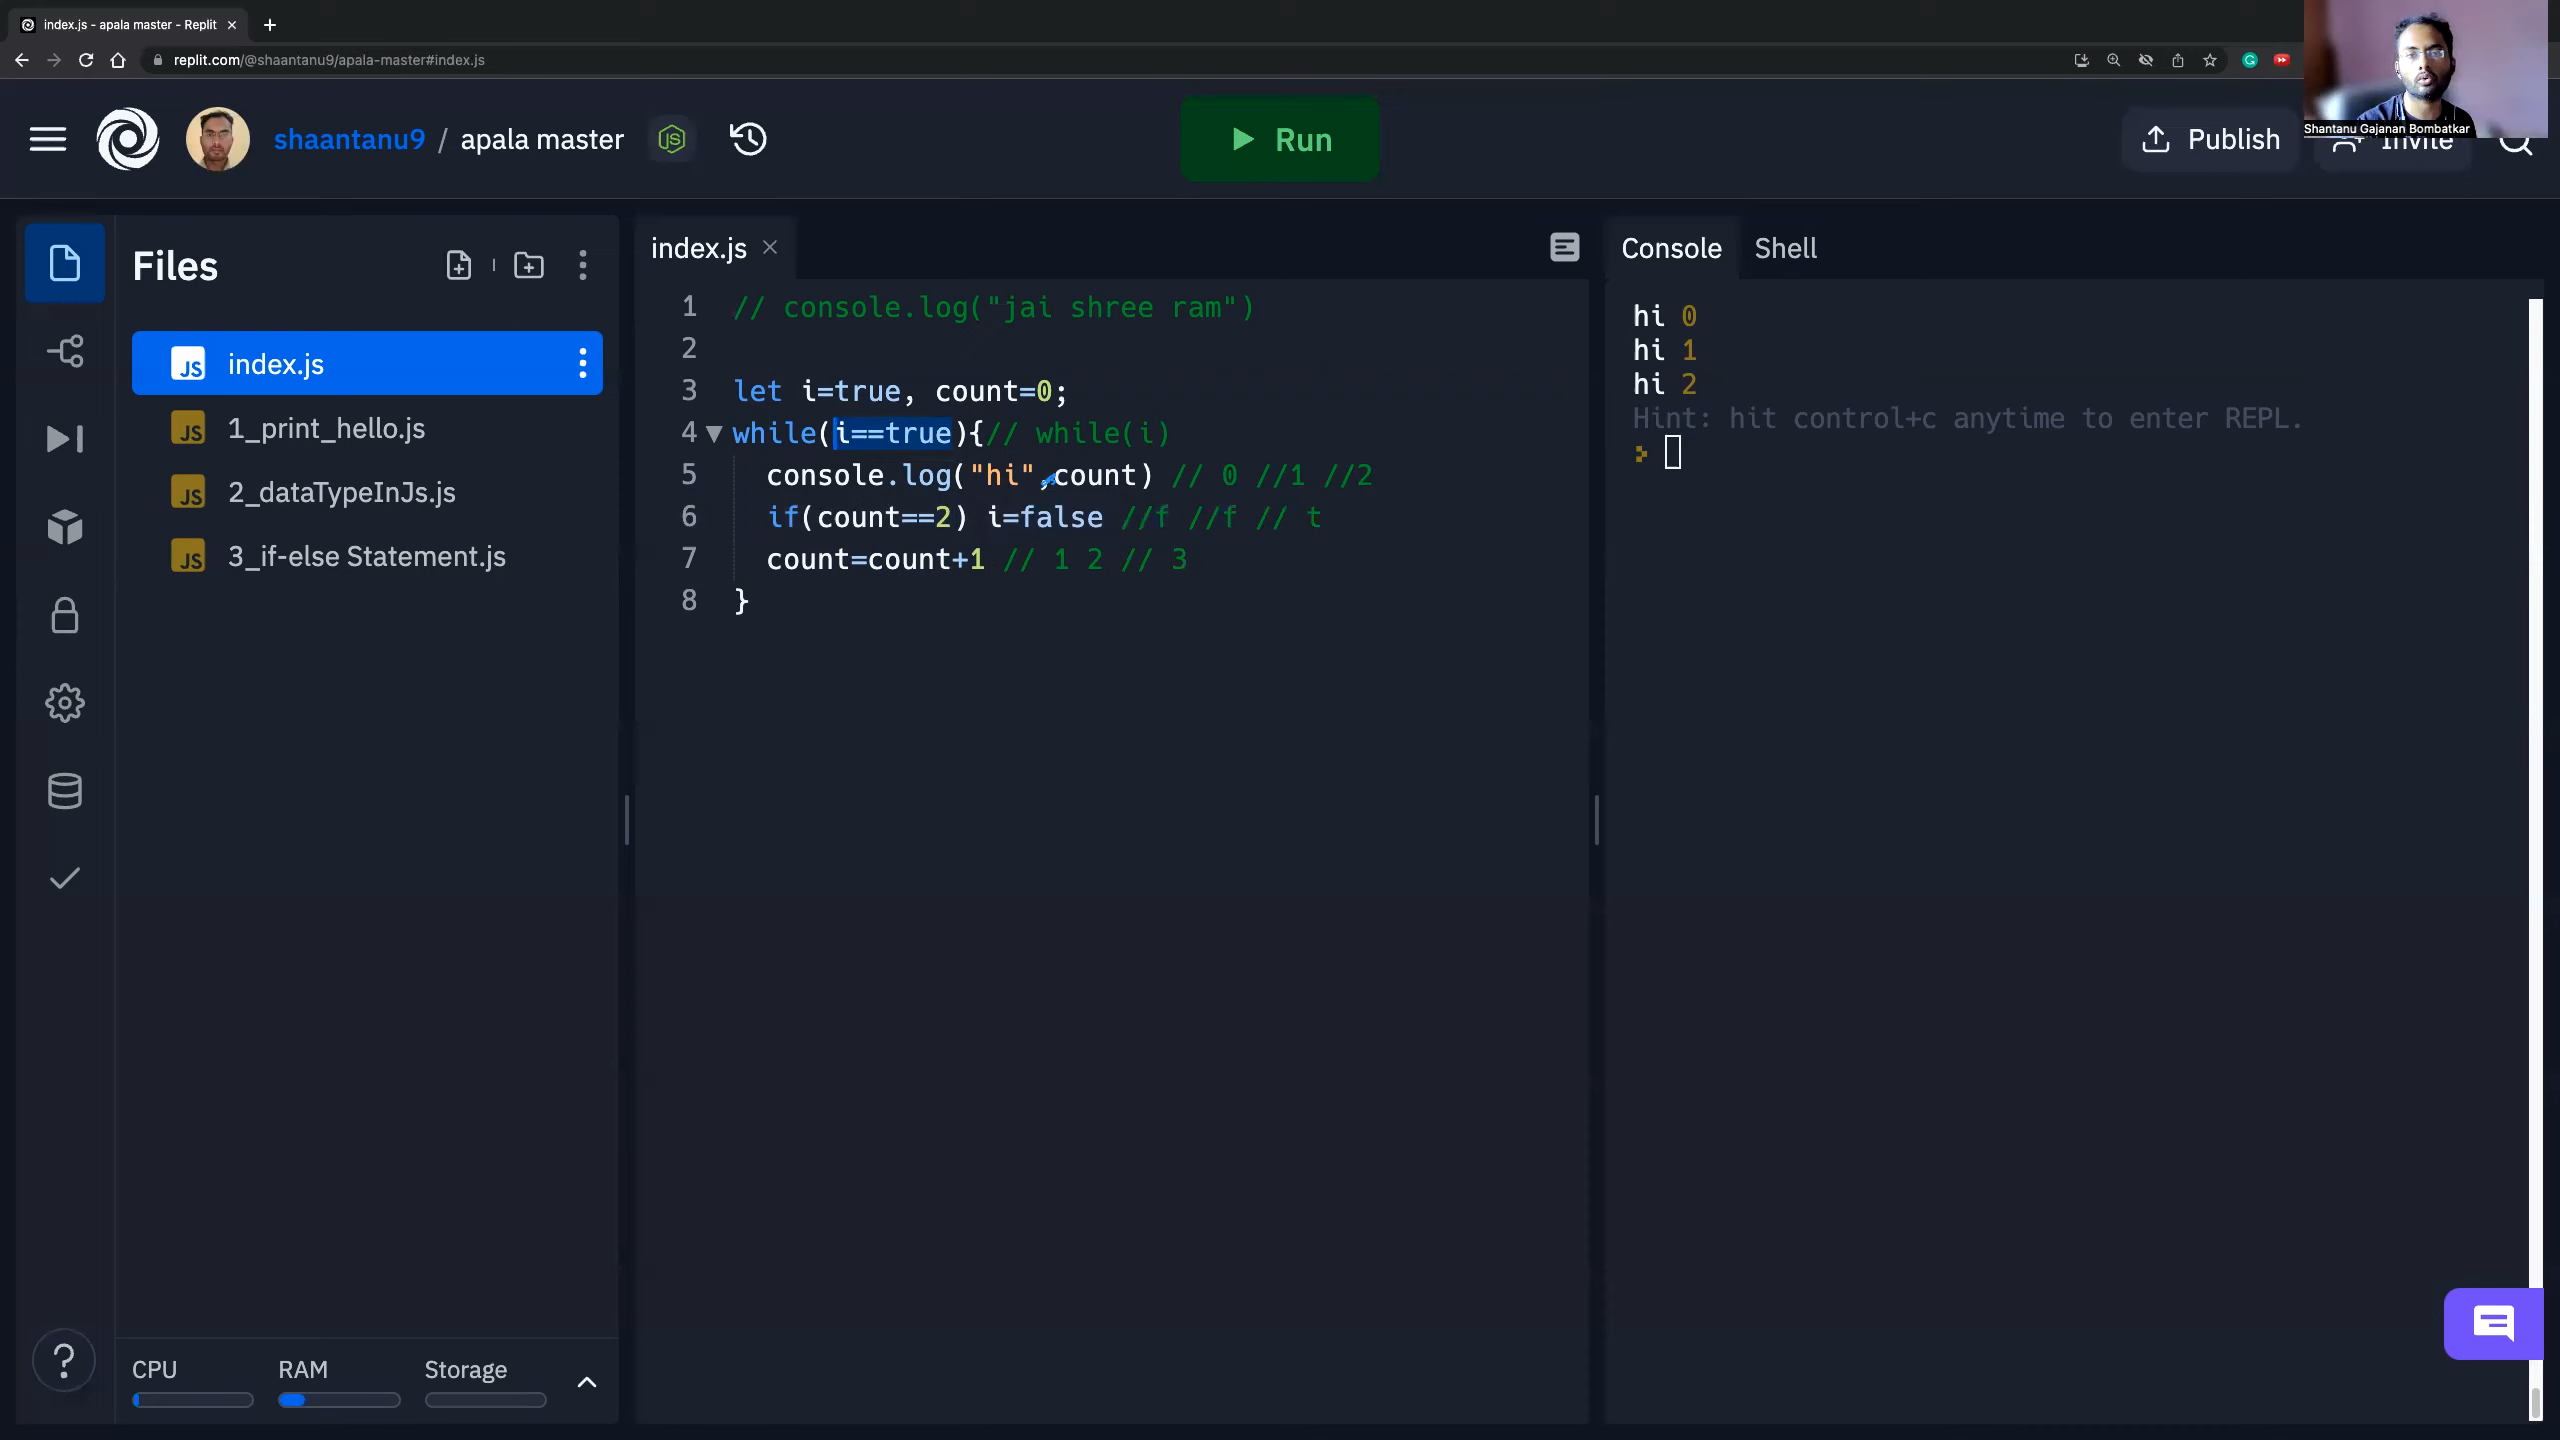 index.js - apala master - Replit
replit.com/@shaantanu9/apala-master#index.js
Shantanu Gajanan Bombatkar
shaantanu9 / apala master
Run
Publish
Invite
Files
index.js
1_print_hello.js
2_dataTypeInJs.js
3_if-else Statement.js
CPU
RAM
Storage
index.js
1 // console.log("jai shree ram")
2
3 let i=true, count=0;
4 while(i==true){// while(i)
5 console.log("hi",count) // 0 //1 //2
6 if(count==2) i=false //f //f // t
7 count=count+1 // 1 2 // 3
8 }
Console Shell
hi 0
hi 1
hi 2
Hint: hit control+c anytime to enter REPL.